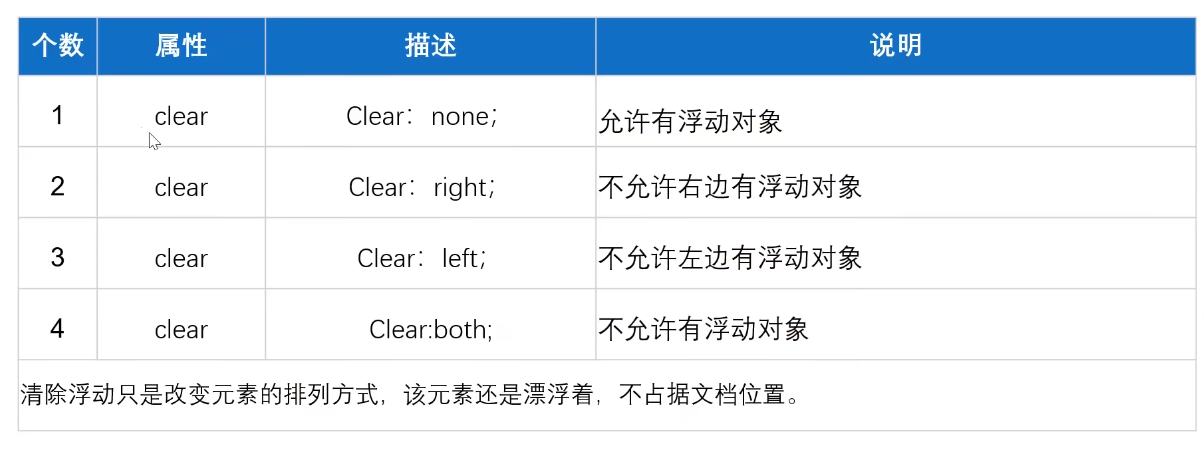 个数 属性 描述 说明
1 clear Clear：none； 允许有浮动对象
2 clear Clear：right； 不允许右边有浮动对象
3 clear Clear：left； 不允许左边有浮动对象
4 clear Clear:both; 不允许有浮动对象
清除浮动只是改变元素的排列方式，该元素还是漂浮着，不占据文档位置。